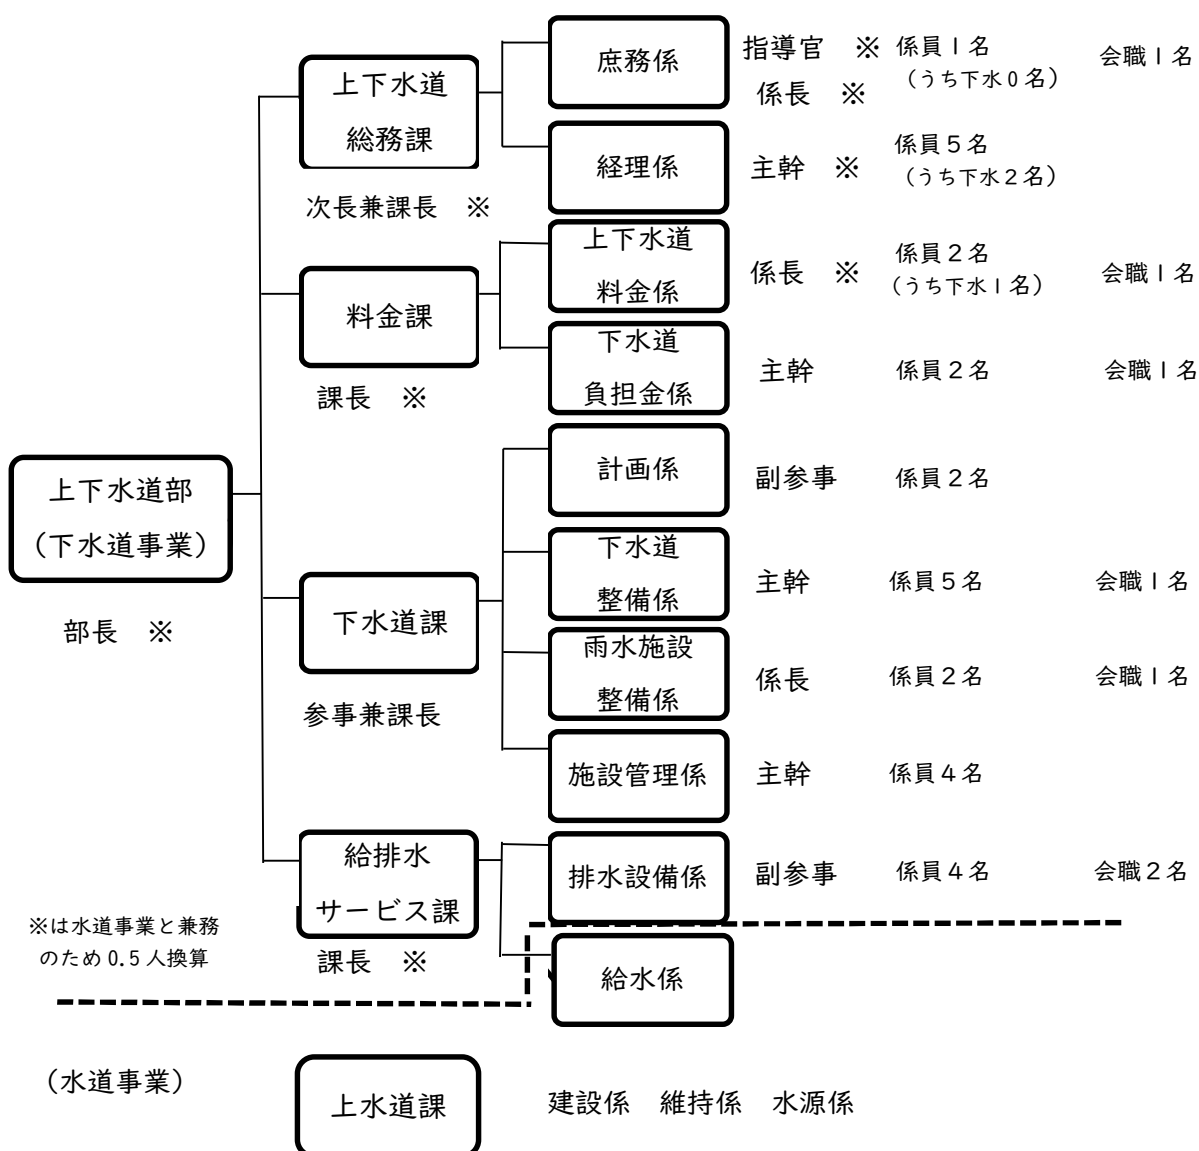 庶務係
指導官 ※ 係員1名 会職1名
(うち下水0名)
係長 ※
上下水道
総務課
経理係
主幹 ※ 係員5名
(うち下水2名)
次長兼課長 ※
上下水道
料金係
係長 ※ 係員2名 会職1名
(うち下水1名)
料金課
課長 ※
下水道
負担金係
主幹 係員2名 会職1名
計画係
副参事 係員2名
上下水道部
(下水道事業)
部長 ※
下水道
整備係
主幹 係員5名 会職1名
下水道課
参事兼課長
雨水施設
整備係
係長 係員2名 会職1名
施設管理係
主幹 係員4名
給排水
サービス課
課長 ※
排水設備係
副参事 係員4名 会職2名
※は水道事業と兼務
のため0.5人換算
給水係
(水道事業)
上水道課
建設係 維持係 水源係